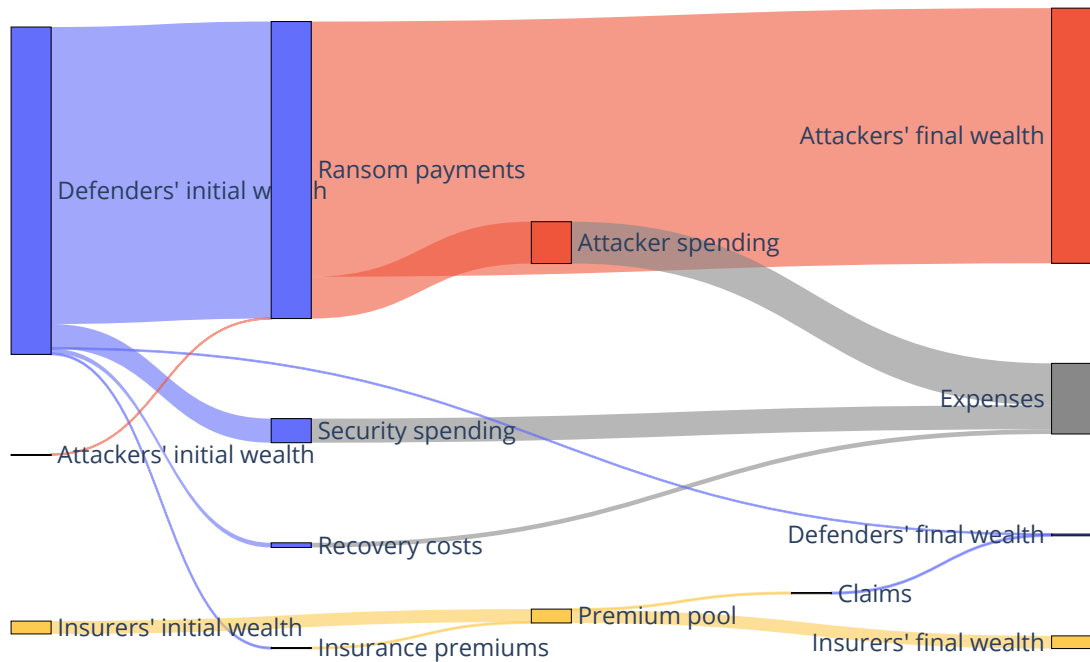 Attackers' final wealth
Ransom payments
Defenders' initial wealth
Attacker spending
Expenses
Security spending
Attackers' initial wealth
Defenders' final wealth
Recovery costs
Claims
Premium pool
Insurers' initial wealth
Insurers' final wealth
Insurance premiums